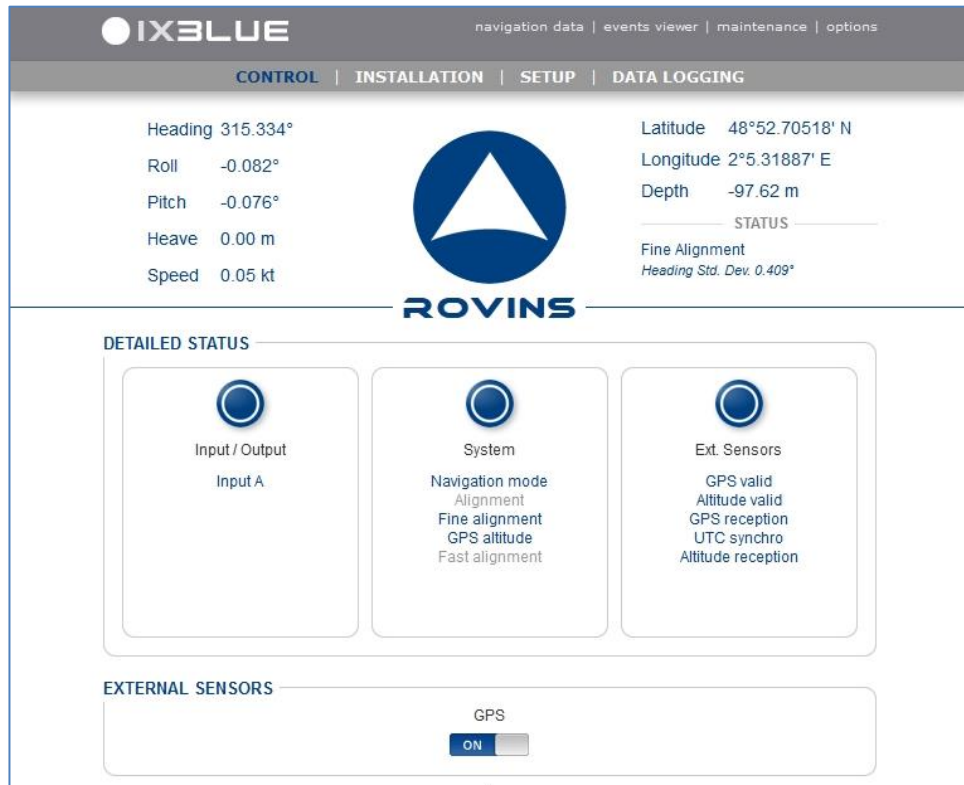 IXBLUE
navigation data | events viewer | maintenance | options
CONTROL | INSTALLATION | SETUP | DATA LOGGING
Heading 315.334°
Roll -0.082°
Pitch -0.076°
Heave 0.00 m
Speed 0.05 kt
Latitude 48°52.70518' N
Longitude 2°5.31887' E
Depth -97.62 m
STATUS
Fine Alignment
Heading Std. Dev. 0.409°
ROVINS
DETAILED STATUS
Input / Output
Input A
System
Navigation mode
Alignment
Fine alignment
GPS altitude
Fast alignment
Ext. Sensors
GPS valid
Altitude valid
GPS reception
UTC synchro
Altitude reception
EXTERNAL SENSORS
GPS
ON